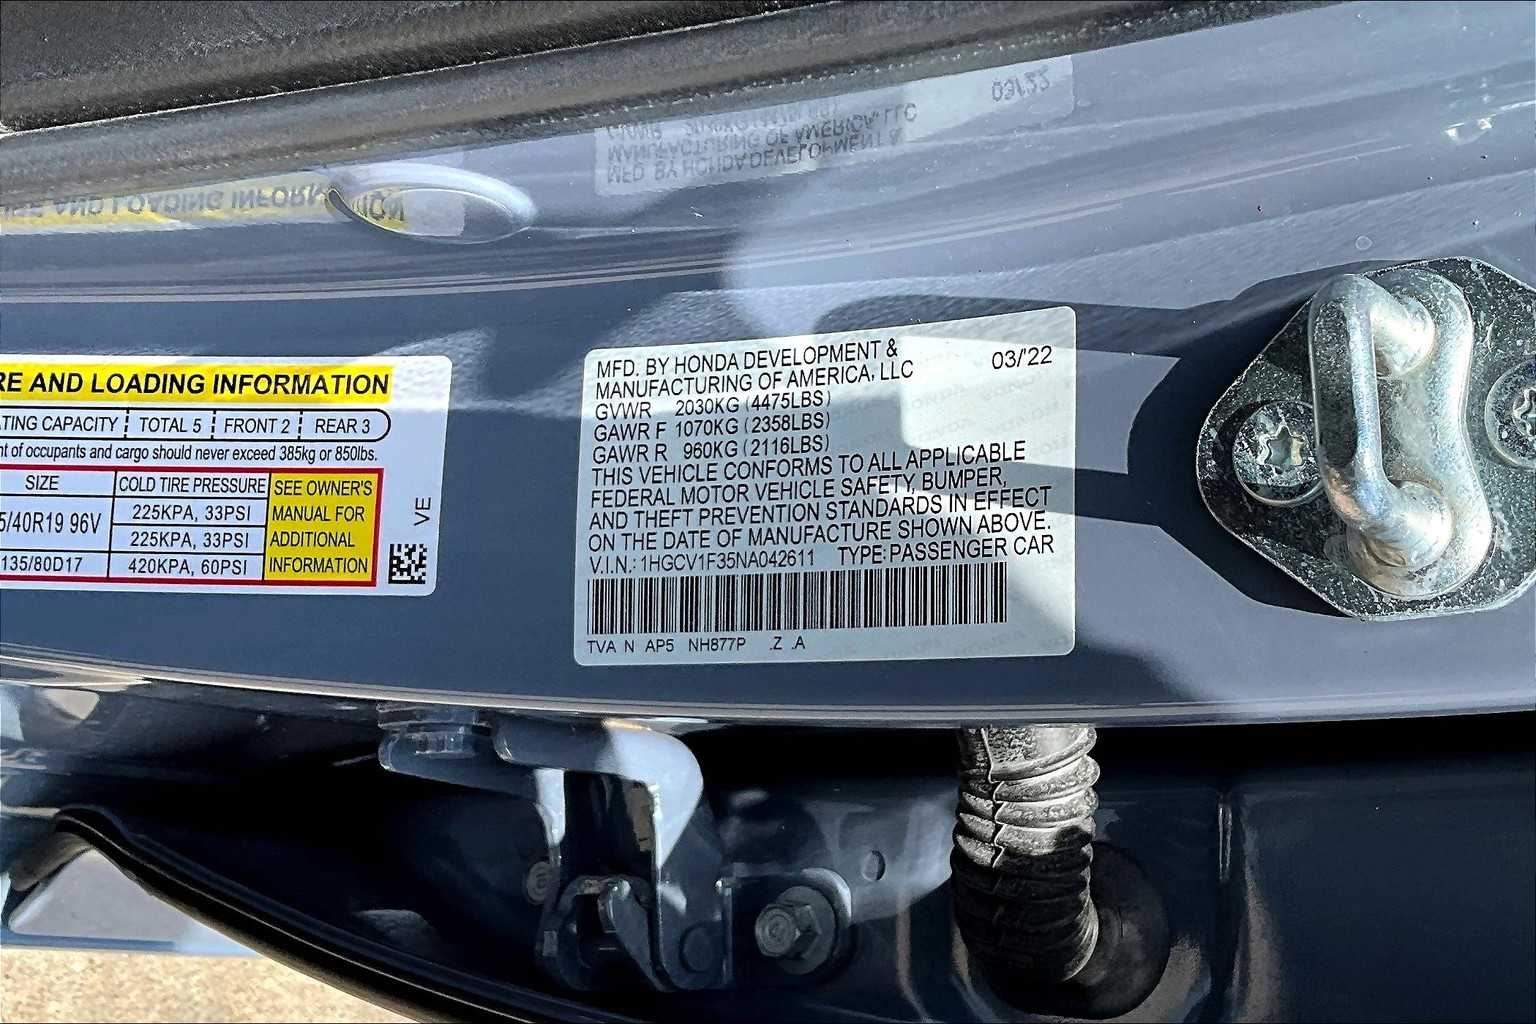 RE AND LOADING INFORMATION
ATING CAPACITY TOTAL 5 FRONT 2 REAR 3
nt of occupants and cargo should never exceed 385kg or 850lbs.
SIZE COLD TIRE PRESSURE SEE OWNER'S
MANUAL FOR
ADDITIONAL
INFORMATION
5/40R19 96V 225KPA, 33PSI
225KPA, 33PSI
135/80D17 420KPA, 60PSI
VE
MFD. BY HONDA DEVELOPMENT & 03/'22
MANUFACTURING OF AMERICA, LLC
GVWR 2030KG (4475LBS)
GAWR F 1070KG (2358LBS)
GAWR R 960KG (2116LBS)
THIS VEHICLE CONFORMS TO ALL APPLICABLE
FEDERAL MOTOR VEHICLE SAFETY, BUMPER,
AND THEFT PREVENTION STANDARDS IN EFFECT
ON THE DATE OF MANUFACTURE SHOWN ABOVE.
V.I.N.: 1HGCV1F35NA042611 TYPE: PASSENGER CAR
TVA N AP5 NH877P .Z .A